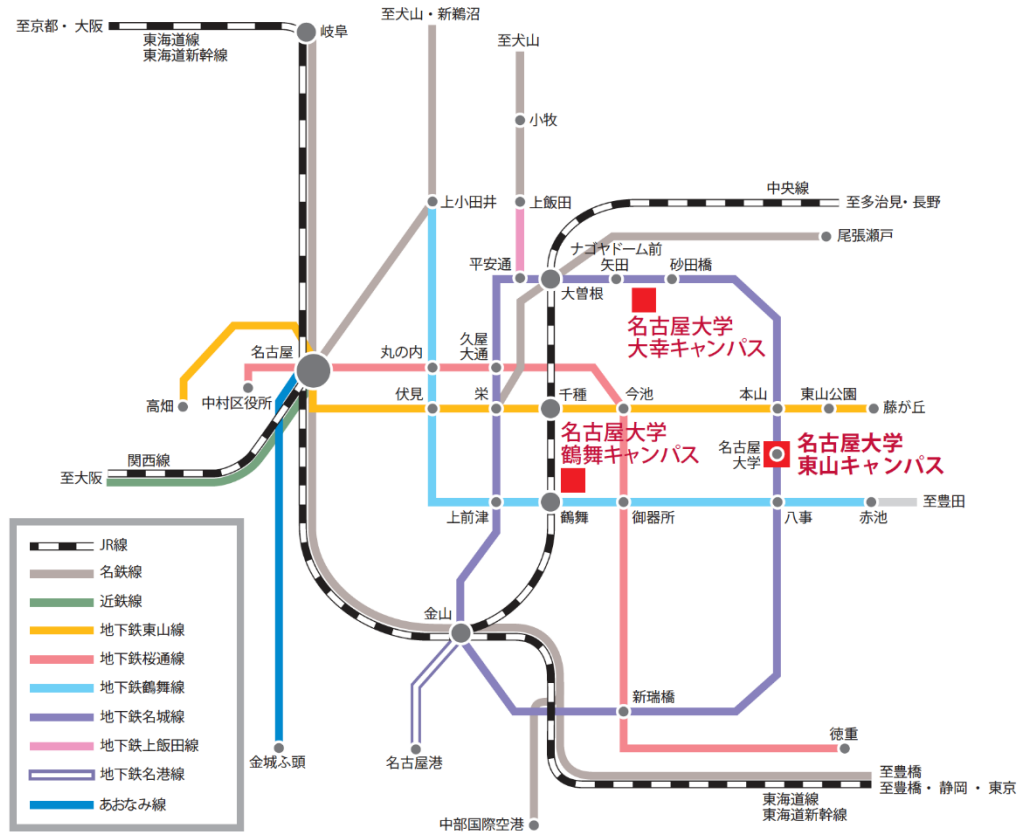 至京都・ 大阪
東海道線
東海道新幹線
岐阜
至犬山・新鵜沼
至犬山
小牧
上小田井
上飯田
中央線
至多治見・長野
尾張瀬戸
ナゴヤドーム前
矢田
砂田橋
平安通
大曽根
名古屋大学
大幸キャンパス
名古屋
中村区役所
高畑
丸の内
久屋
大通
伏見
栄
千種
今池
本山
東山公園
藤が丘
名古屋大学
鶴舞キャンパス
名古屋
大学
名古屋大学
東山キャンパス
関西線
至大阪
上前津
鶴舞
御器所
八事
赤池
至豊田
金山
新瑞橋
徳重
金城ふ頭
名古屋港
中部国際空港
至豊橋
至豊橋・ 静岡 ・ 東京
東海道線
東海道新幹線
JR線
名鉄線
近鉄線
地下鉄東山線
地下鉄桜通線
地下鉄鶴舞線
地下鉄名城線
地下鉄上飯田線
地下鉄名港線
あおなみ線